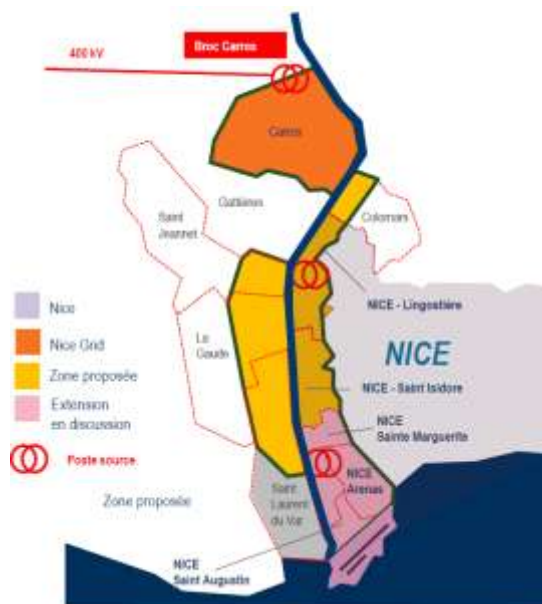 Broc Carros
400 kV
Carros
Gattières
Colomars
Saint
Jeannet
NICE - Lingostière
Nice
Nice Grid
Zone proposée
Extension
en discussion
Poste source
La
Gaude
NICE
NICE - Saint Isidore
NICE
Sainte Marguerite
NICE
Arenas
Zone proposée
Saint
Laurent
du Var
NICE
Saint Augustin